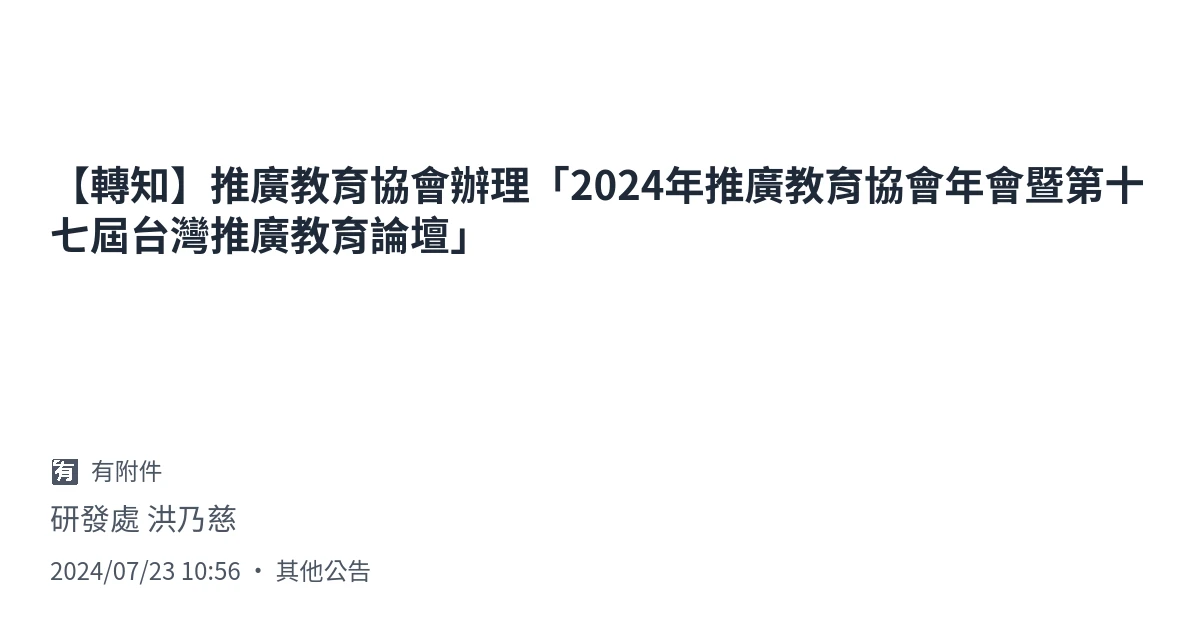 【轉知】推廣教育協會辦理「2024年推廣教育協會年會暨第十
七屆台灣推廣教育論壇」
有 有附件
研發處 洪乃慈
2024/07/23 10:56 • 其他公告